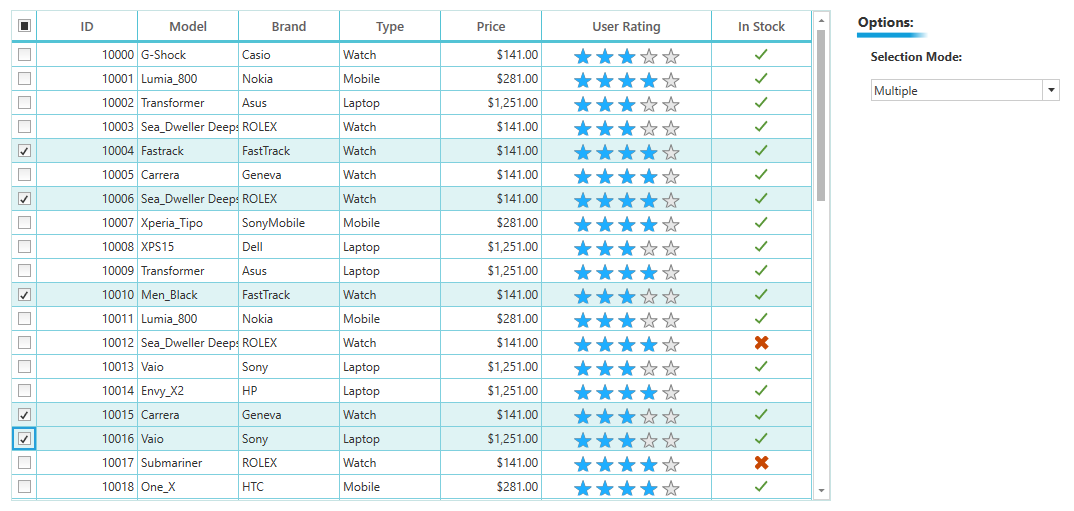 ID Model Brand Type Price User Rating In Stock
10000 G-Shock Casio Watch $141.00
10001 Lumia_800 Nokia Mobile $281.00
10002 Transformer Asus Laptop $1,251.00
10003 Sea_Dweller Deeps ROLEX Watch $141.00
10004 Fastrack FastTrack Watch $141.00
10005 Carrera Geneva Watch $141.00
10006 Sea_Dweller Deeps ROLEX Watch $141.00
10007 Xperia_Tipo SonyMobile Mobile $281.00
10008 XPS15 Dell Laptop $1,251.00
10009 Transformer Asus Laptop $1,251.00
10010 Men_Black FastTrack Watch $141.00
10011 Lumia_800 Nokia Mobile $281.00
10012 Sea_Dweller Deeps ROLEX Watch $141.00
10013 Vaio Sony Laptop $1,251.00
10014 Envy_X2 HP Laptop $1,251.00
10015 Carrera Geneva Watch $141.00
10016 Vaio Sony Laptop $1,251.00
10017 Submariner ROLEX Watch $141.00
10018 One_X HTC Mobile $281.00
Options:
Selection Mode:
Multiple